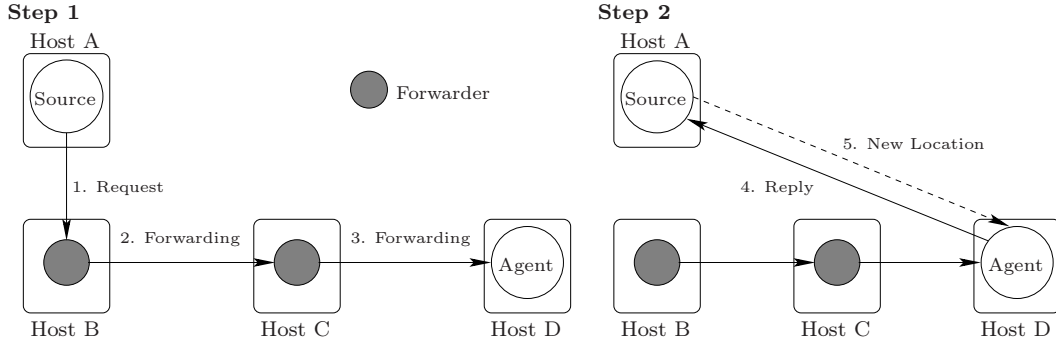 Step 1
Host A
Source
Forwarder
1. Request
2. Forwarding
3. Forwarding
Agent
Host B
Host C
Host D
Step 2
Host A
Source
5. New Location
4. Reply
Agent
Host B
Host C
Host D